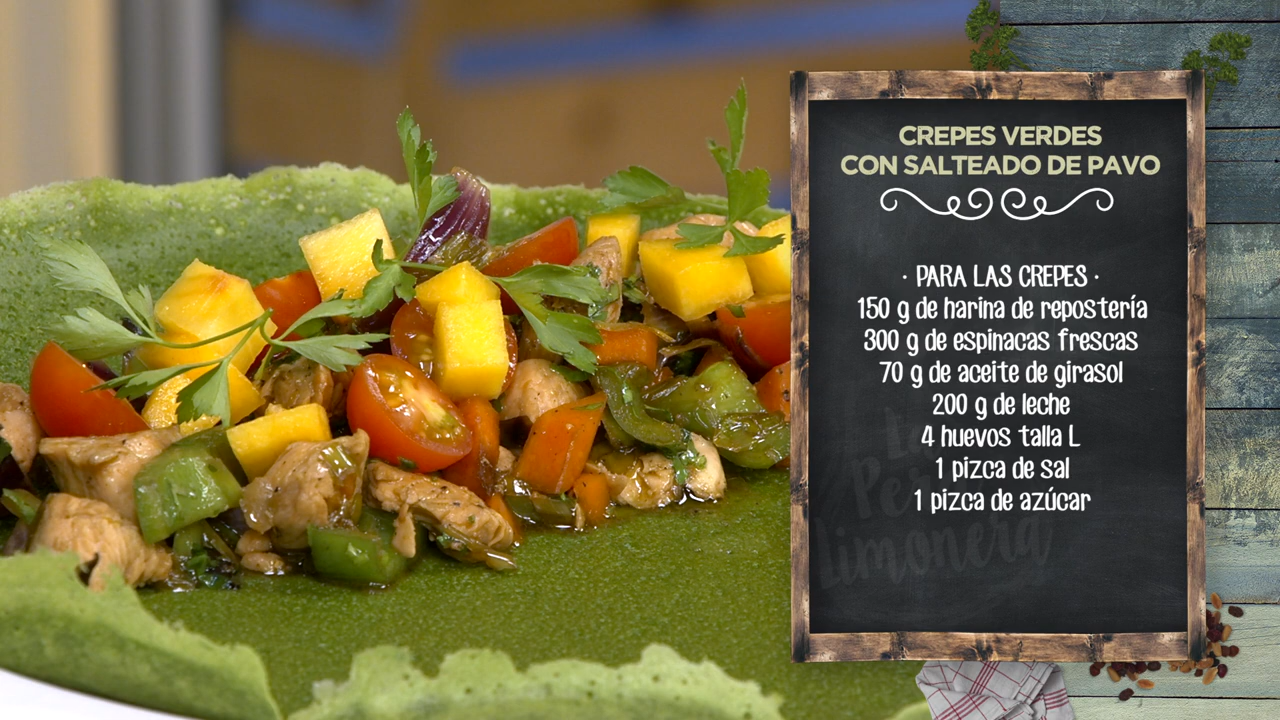 CREPES VERDES
CON SALTEADO DE PAVO
· PARA LAS CREPES ·
150 g de harina de repostería
300 g de espinacas frescas
70 g de aceite de girasol
200 g de leche
4 huevos talla L
1 pizca de sal
1 pizca de azúcar
limonera